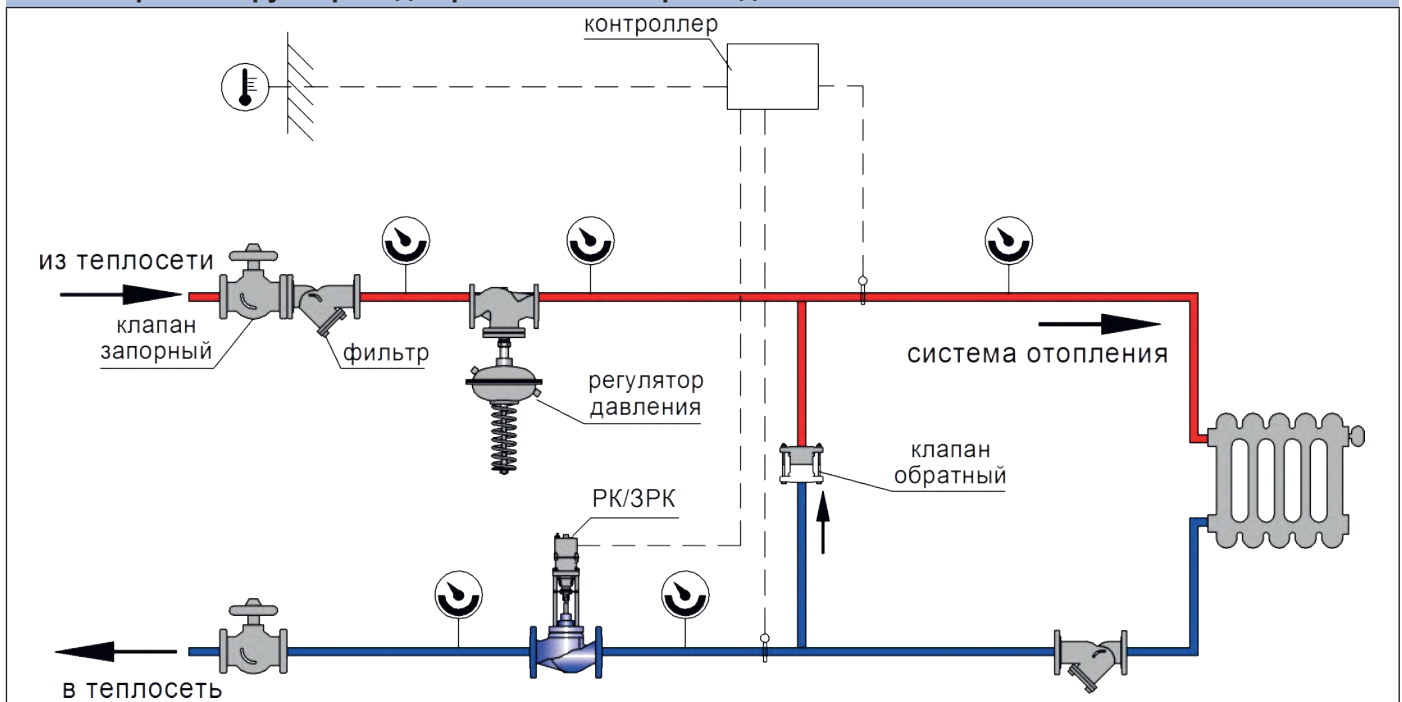 контроллер
из теплосети
клапан
запорный
фильтр
регулятор
давления
система отопления
клапан
обратный
РК/ЗРК
в теплосеть